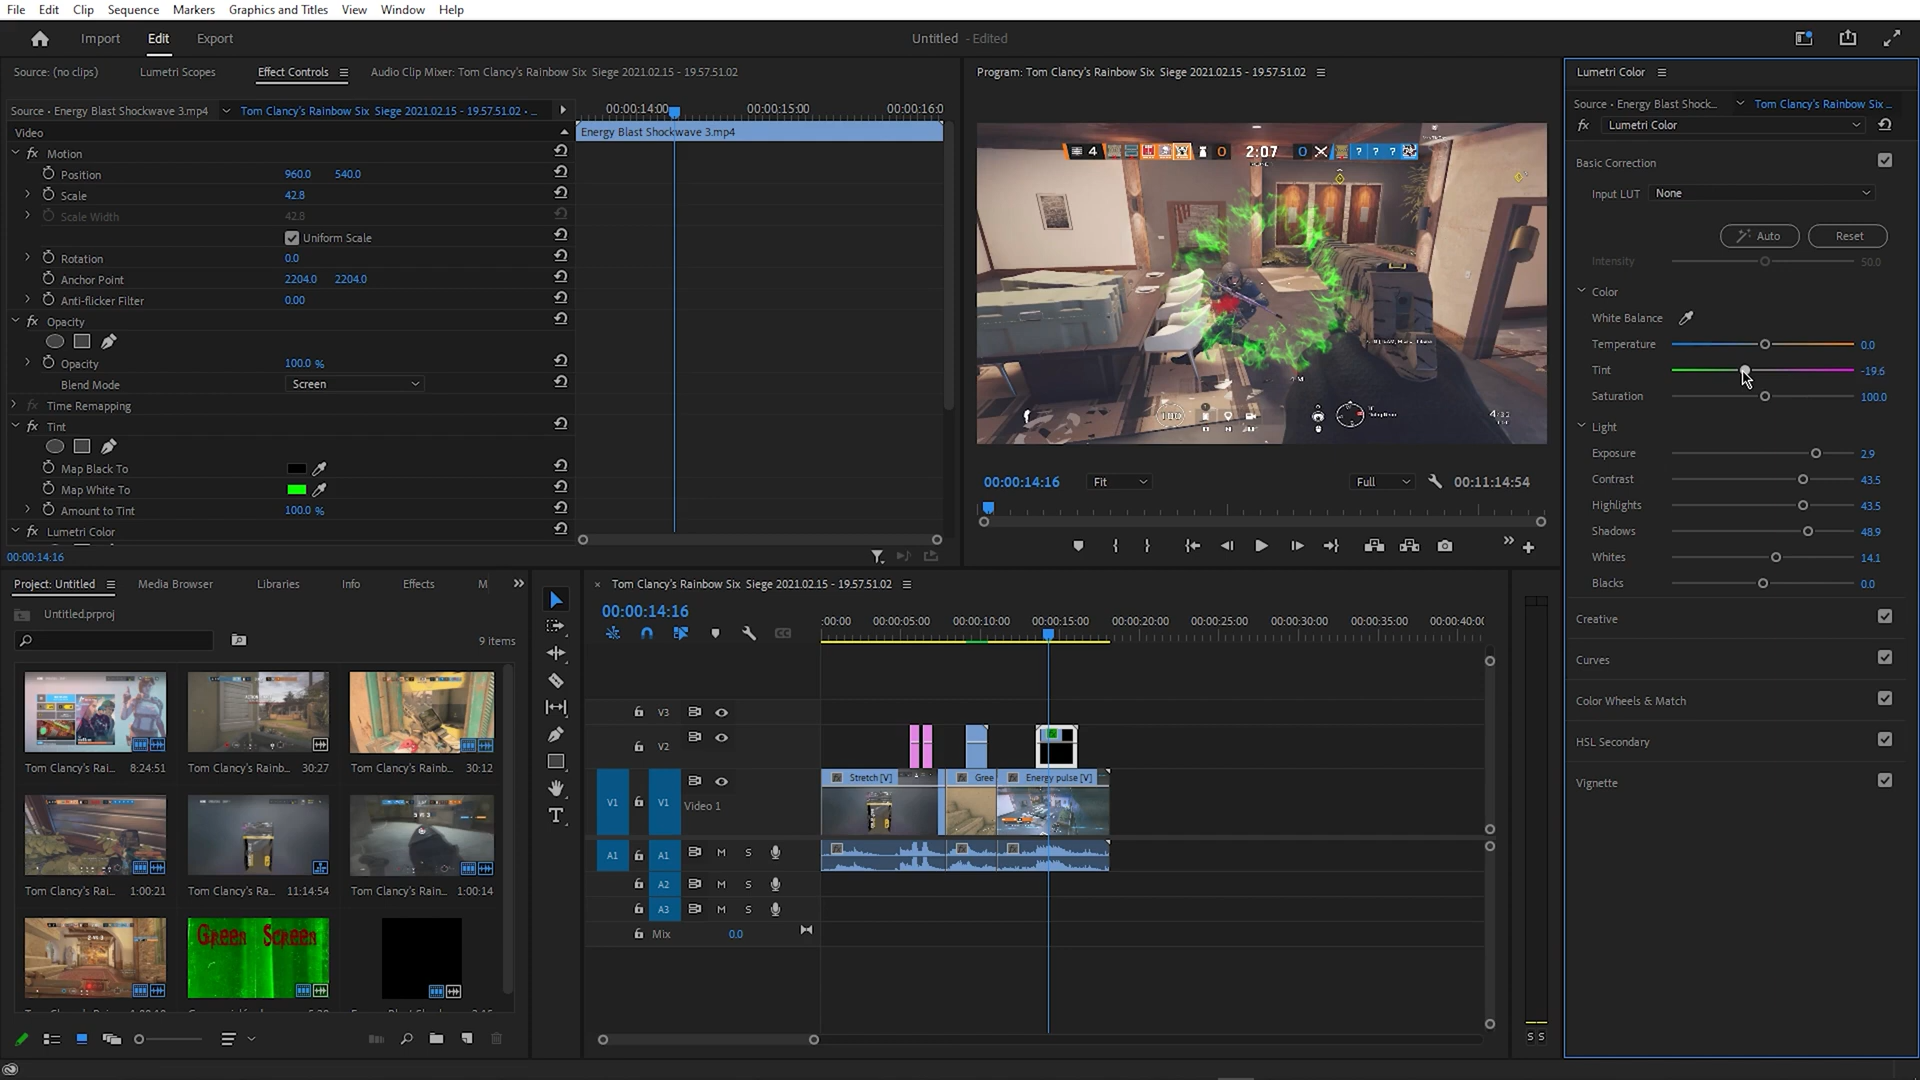 File Edit Clip Sequence Markers Graphics and Titles View Window Help
Import Edit Export
Untitled - Edited
Source: (no clips) Lumetri Scopes Effect Controls Audio Clip Mixer: Tom Clancy's Rainbow Six Siege 2021.02.15 - 19.57.51.02
Source • Energy Blast Shockwave 3.mp4 Tom Clancy's Rainbow Six Siege 2021.02.15 - 19.57.51.02 • ...
00:00:14:00 00:00:15:00 00:00:16:0
Energy Blast Shockwave 3.mp4
Video
fx Motion
Position 960.0 540.0
Scale 42.8
Scale Width 42.8
Uniform Scale
Rotation 0.0
Anchor Point 2204.0 2204.0
Anti-flicker Filter 0.00
fx Opacity
Opacity 100.0 %
Blend Mode Screen
fx Time Remapping
fx Tint
Map Black To
Map White To
Amount to Tint 100.0 %
fx Lumetri Color
00:00:14:16
Program: Tom Clancy's Rainbow Six Siege 2021.02.15 - 19.57.51.02
4 0 2:07 0 ? ? ?
00:00:14:16 Fit Full 00:11:14:54
Lumetri Color
Source • Energy Blast Shock... Tom Clancy's Rainbow Six ...
fx Lumetri Color
Basic Correction
Input LUT None
Auto Reset
Intensity 50.0
Color
White Balance
Temperature 0.0
Tint -19.6
Saturation 100.0
Light
Exposure 2.9
Contrast 43.5
Highlights 43.5
Shadows 48.9
Whites 14.1
Blacks 0.0
Creative
Curves
Color Wheels & Match
HSL Secondary
Vignette
Project: Untitled Media Browser Libraries Info Effects M
Untitled.prproj
9 items
Tom Clancy's Rai... 8:24:51
Tom Clancy's Rainb... 30:27
Tom Clancy's Rainb... 30:12
Tom Clancy's Rai... 1:00:21
Tom Clancy's Ra... 11:14:54
Tom Clancy's Rain... 1:00:14
Green Screen
Tom Clancy's Rainbow Six Siege 2021.02.15 - 19.57.51.02
00:00:14:16
:00:00 00:00:05:00 00:00:10:00 00:00:15:00 00:00:20:00 00:00:25:00 00:00:30:00 00:00:35:00 00:00:40:00
V3
V2
V1 V1 Video 1
Stretch [V] Gree Energy pulse [V]
A1 A1 M S
A2 M S
A3 M S
Mix 0.0
S S